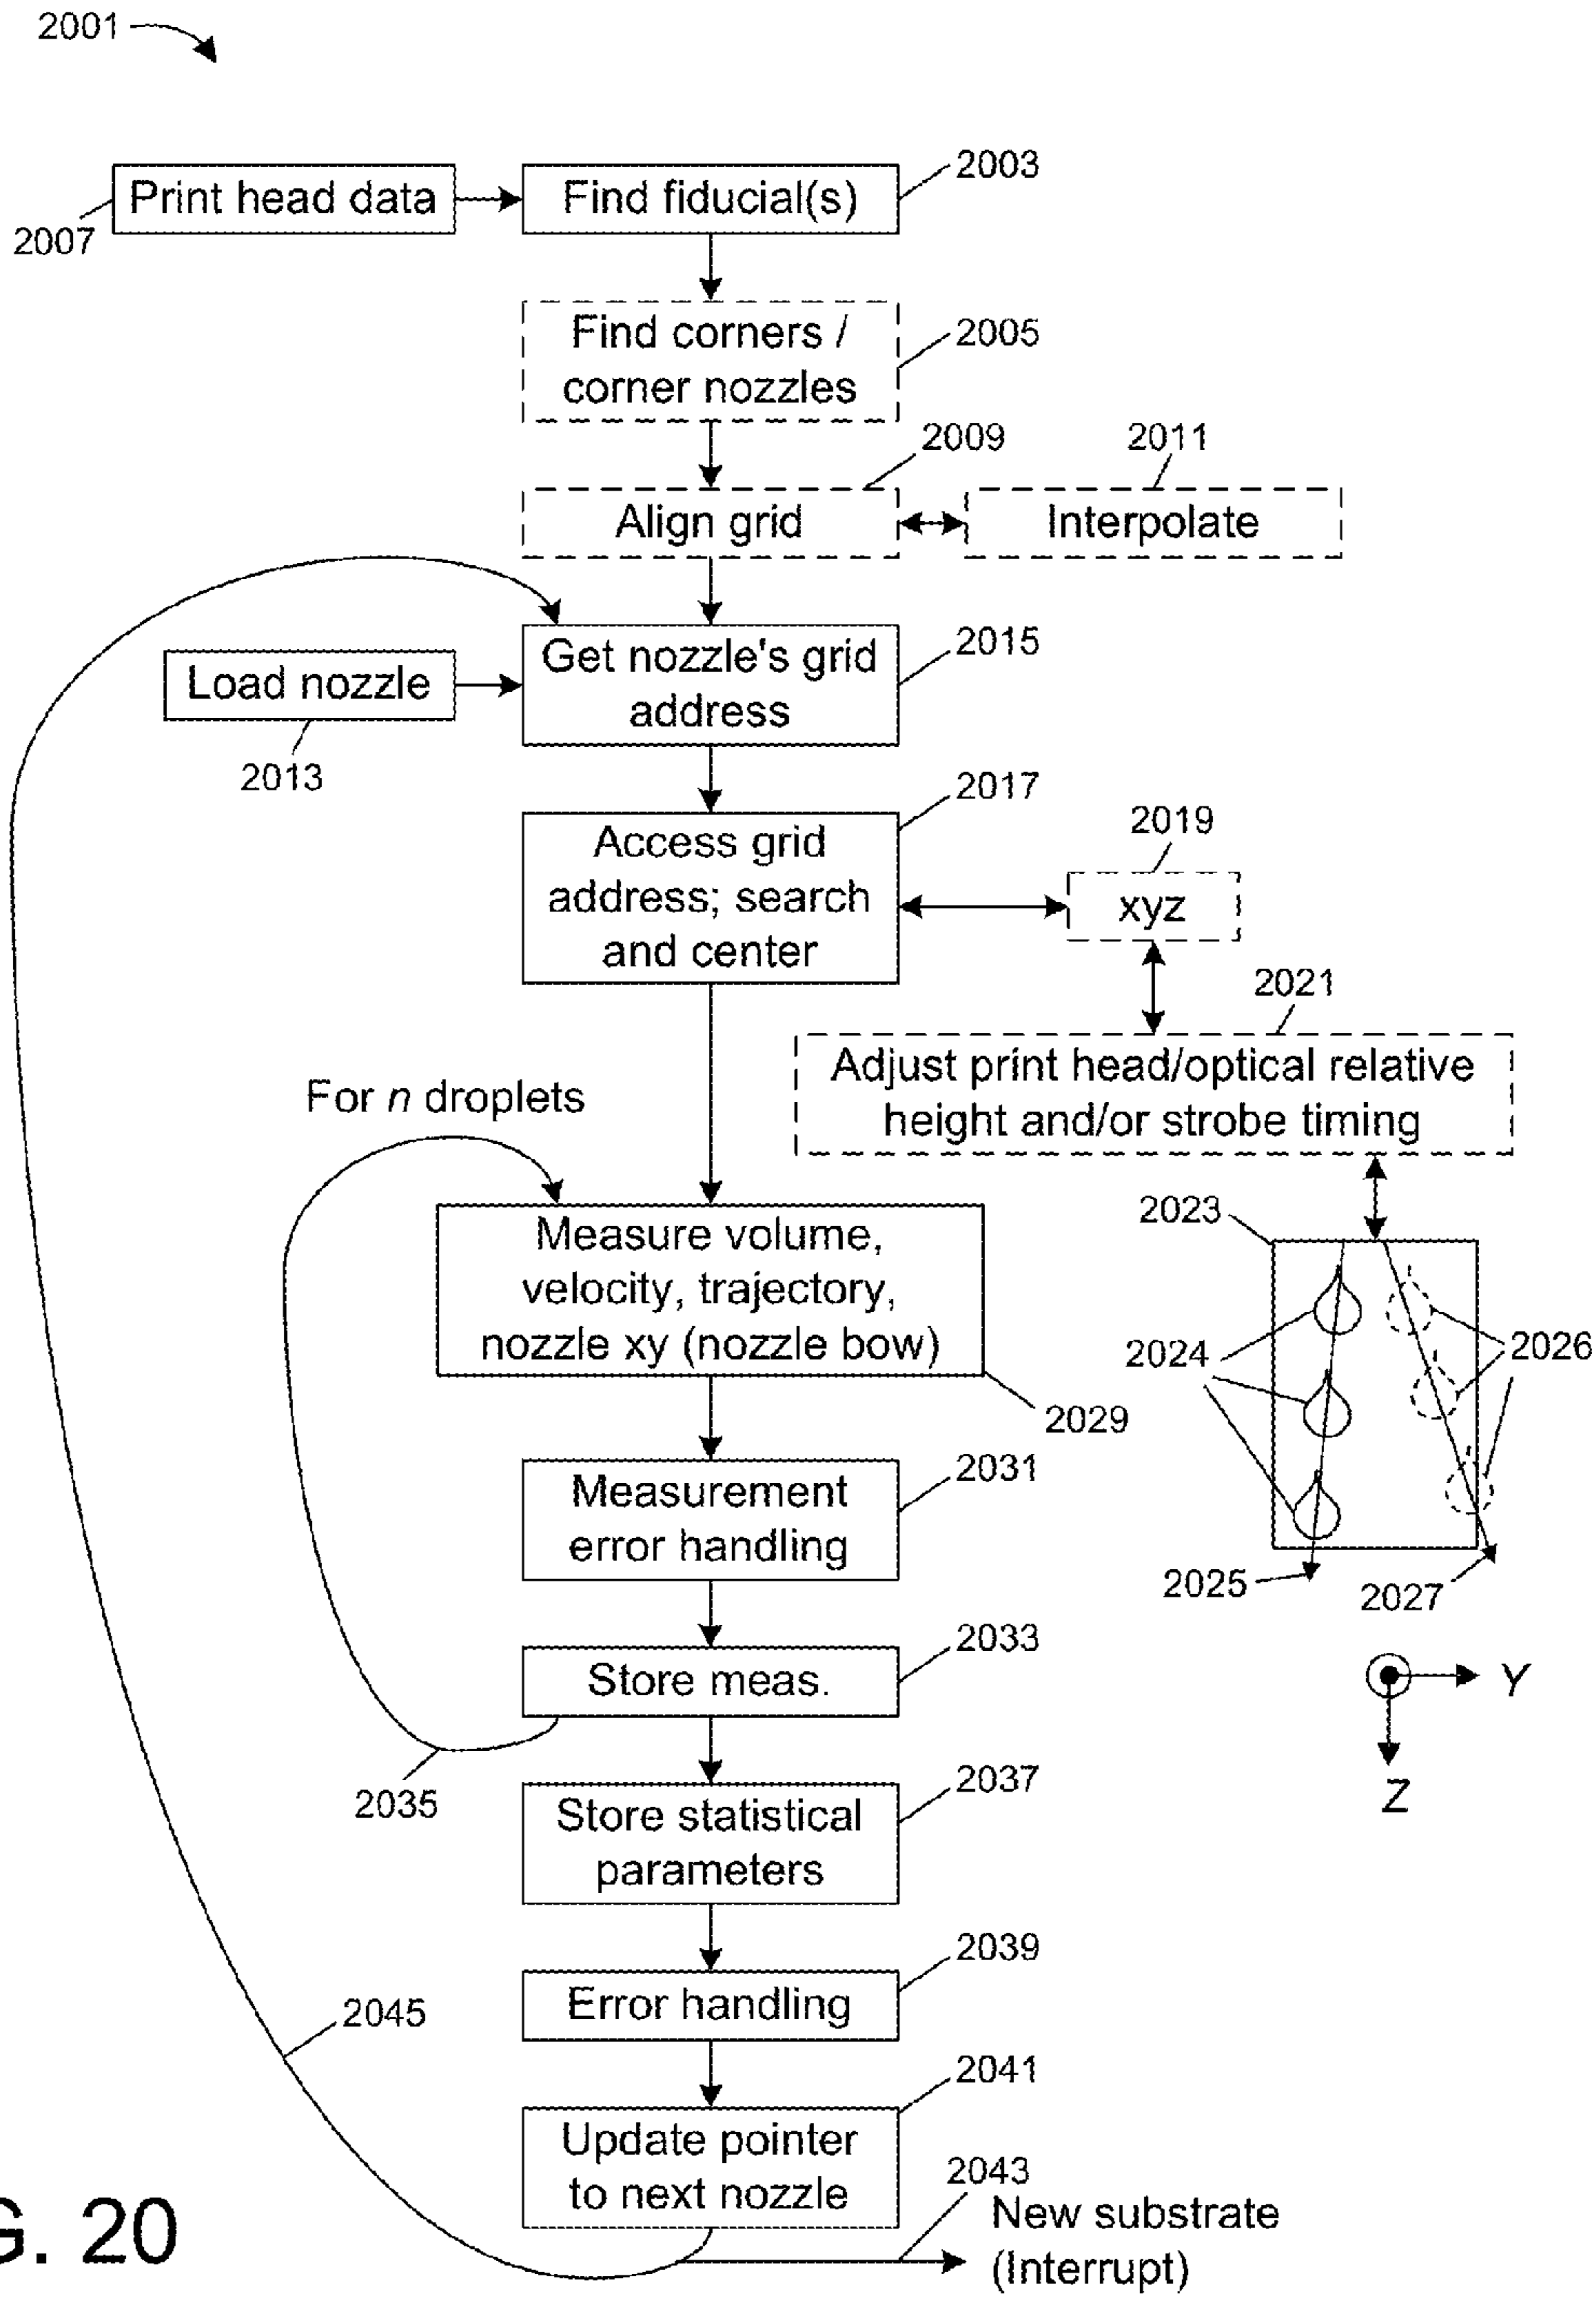 2001
Print head data
2007
Find fiducial(s)
2003
Find corners /
corner nozzles
2005
2009
2011
Align grid
Interpolate
Load nozzle
2013
Get nozzle's grid
address
2015
2017
Access grid
address; search
and center
2019
xyz
2021
Adjust print head/optical relative
height and/or strobe timing
For n droplets
Measure volume,
velocity, trajectory,
nozzle xy (nozzle bow)
2029
2023
2024
2026
2025
2027
Measurement
error handling
2031
Y
Z
Store meas.
2033
2035
Store statistical
parameters
2037
Error handling
2039
2045
Update pointer
to next nozzle
2041
2043
New substrate
(Interrupt)
G. 20